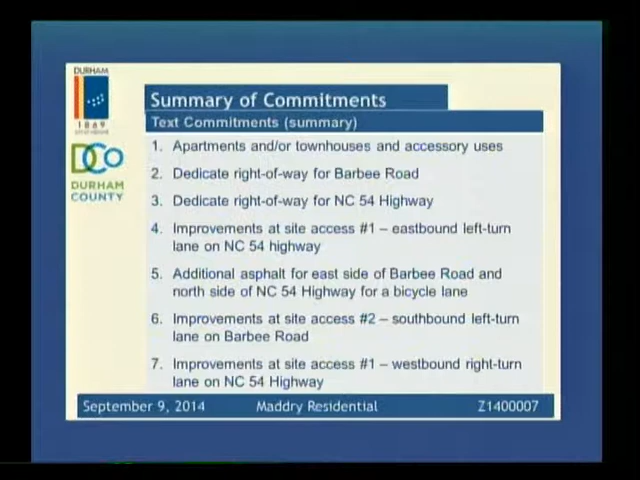 DURHAM
1869
DCO
DURHAM
COUNTY
Summary of Commitments
Text Commitments (summary)
1. Apartments and/or townhouses and accessory uses
2. Dedicate right-of-way for Barbee Road
3. Dedicate right-of-way for NC 54 Highway
4. Improvements at site access #1 – eastbound left-turn
lane on NC 54 highway
5. Additional asphalt for east side of Barbee Road and
north side of NC 54 Highway for a bicycle lane
6. Improvements at site access #2 – southbound left-turn
lane on Barbee Road
7. Improvements at site access #1 – westbound right-turn
lane on NC 54 Highway
September 9, 2014 Maddry Residential Z1400007